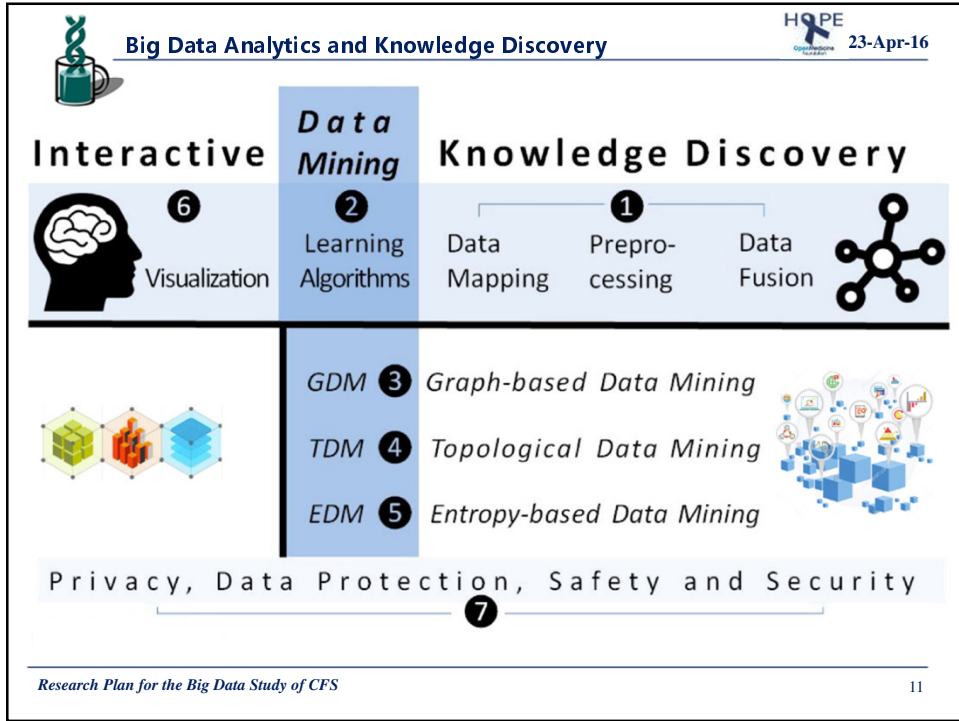 Big Data Analytics and Knowledge Discovery
HOPE
OpenMedicine
Foundation
23-Apr-16
Interactive
Data
Mining
Knowledge Discovery
6
Visualization
2
Learning
Algorithms
1
Data
Mapping
Prepro-
cessing
Data
Fusion
GDM 3 Graph-based Data Mining
TDM 4 Topological Data Mining
EDM 5 Entropy-based Data Mining
Privacy, Data Protection, Safety and Security
7
Research Plan for the Big Data Study of CFS
11